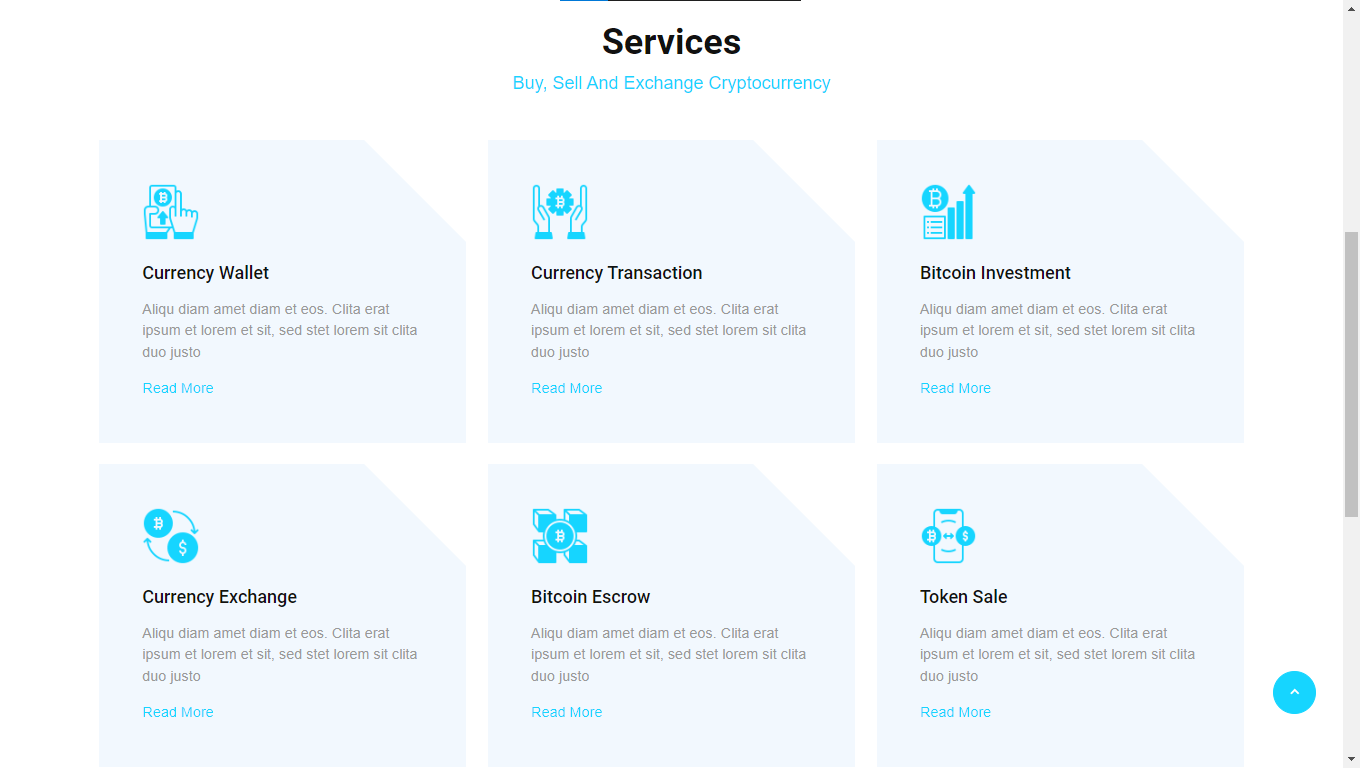 Services
Buy, Sell And Exchange Cryptocurrency
Currency Wallet
Aliqu diam amet diam et eos. Clita erat
ipsum et lorem et sit, sed stet lorem sit clita
duo justo
Read More
Currency Transaction
Aliqu diam amet diam et eos. Clita erat
ipsum et lorem et sit, sed stet lorem sit clita
duo justo
Read More
Bitcoin Investment
Aliqu diam amet diam et eos. Clita erat
ipsum et lorem et sit, sed stet lorem sit clita
duo justo
Read More
Currency Exchange
Aliqu diam amet diam et eos. Clita erat
ipsum et lorem et sit, sed stet lorem sit clita
duo justo
Read More
Bitcoin Escrow
Aliqu diam amet diam et eos. Clita erat
ipsum et lorem et sit, sed stet lorem sit clita
duo justo
Read More
Token Sale
Aliqu diam amet diam et eos. Clita erat
ipsum et lorem et sit, sed stet lorem sit clita
duo justo
Read More